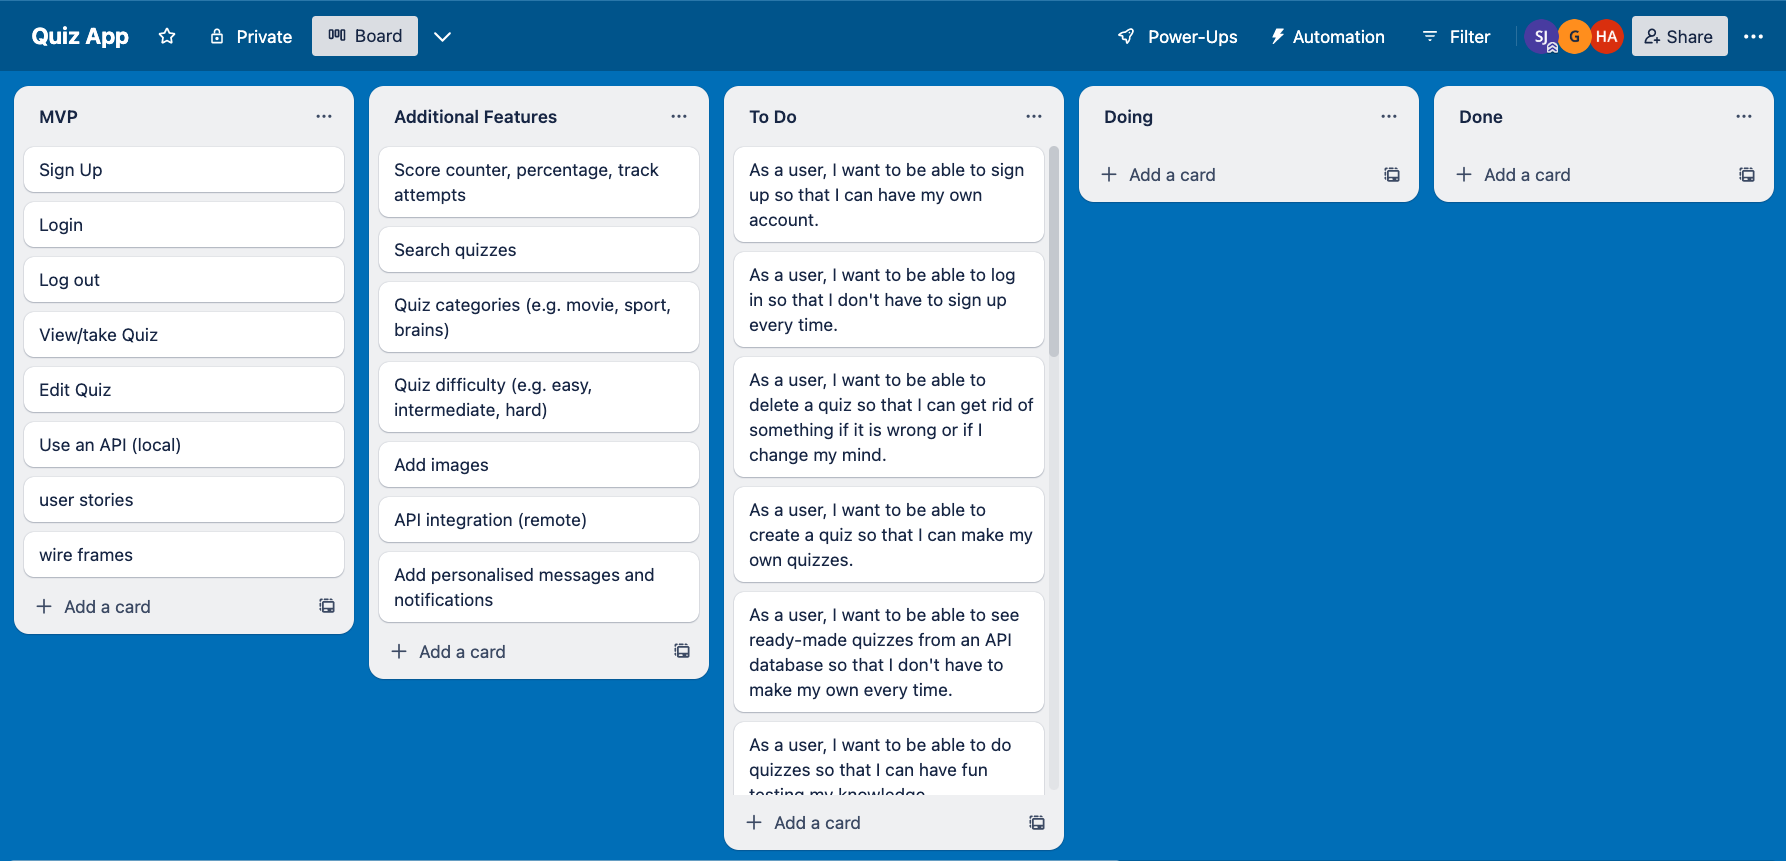 Quiz App
Private
Board
Power-Ups
Automation
Filter
SJ
G
HA
Share
MVP
Sign Up
Login
Log out
View/take Quiz
Edit Quiz
Use an API (local)
user stories
wire frames
Add a card
Additional Features
Score counter, percentage, track
attempts
Search quizzes
Quiz categories (e.g. movie, sport,
brains)
Quiz difficulty (e.g. easy,
intermediate, hard)
Add images
API integration (remote)
Add personalised messages and
notifications
Add a card
To Do
As a user, I want to be able to sign
up so that I can have my own
account.
As a user, I want to be able to log
in so that I don't have to sign up
every time.
As a user, I want to be able to
delete a quiz so that I can get rid of
something if it is wrong or if I
change my mind.
As a user, I want to be able to
create a quiz so that I can make my
own quizzes.
As a user, I want to be able to see
ready-made quizzes from an API
database so that I don't have to
make my own every time.
As a user, I want to be able to do
quizzes so that I can have fun
testing my knowledge.
Add a card
Doing
Add a card
Done
Add a card